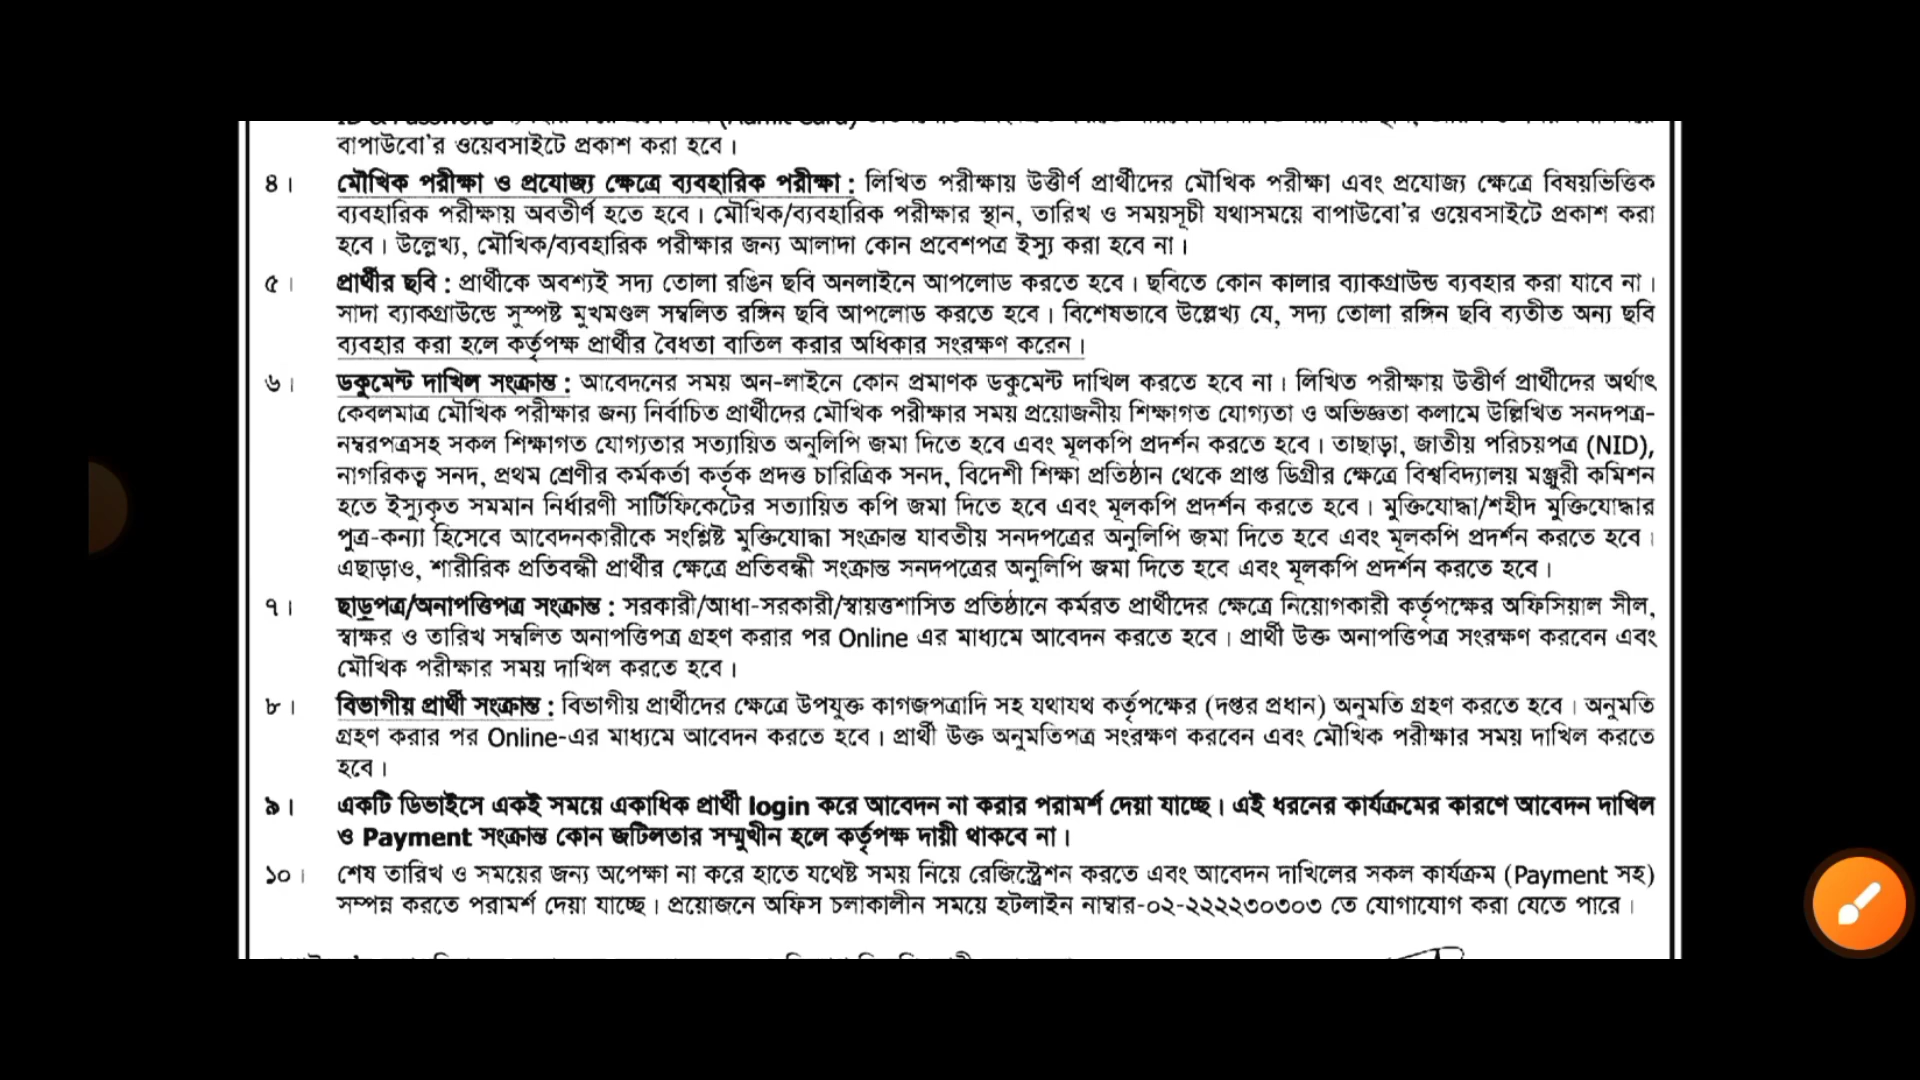 বাপাউবো'র ওয়েবসাইটে প্রকাশ করা হবে।
৪। মৌখিক পরীক্ষা ও প্রযোজ্য ক্ষেত্রে ব্যবহারিক পরীক্ষা : লিখিত পরীক্ষায় উত্তীর্ণ প্রার্থীদের মৌখিক পরীক্ষা এবং প্রযোজ্য ক্ষেত্রে বিষয়ভিত্তিক
ব্যবহারিক পরীক্ষায় অবতীর্ণ হতে হবে। মৌখিক/ব্যবহারিক পরীক্ষার স্থান, তারিখ ও সময়সূচী যথাসময়ে বাপাউবো'র ওয়েবসাইটে প্রকাশ করা
হবে। উল্লেখ্য, মৌখিক/ব্যবহারিক পরীক্ষার জন্য আলাদা কোন প্রবেশপত্র ইস্যু করা হবে না।
৫। প্রার্থীর ছবি : প্রার্থীকে অবশ্যই সদ্য তোলা রঙিন ছবি অনলাইনে আপলোড করতে হবে। ছবিতে কোন কালার ব্যাকগ্রাউন্ড ব্যবহার করা যাবে না।
সাদা ব্যাকগ্রাউন্ডে সুস্পষ্ট মুখমণ্ডল সম্বলিত রঙ্গিন ছবি আপলোড করতে হবে। বিশেষভাবে উল্লেখ্য যে, সদ্য তোলা রঙ্গিন ছবি ব্যতীত অন্য ছবি
ব্যবহার করা হলে কর্তৃপক্ষ প্রার্থীর বৈধতা বাতিল করার অধিকার সংরক্ষণ করেন।
৬। ডকুমেন্ট দাখিল সংক্রান্ত : আবেদনের সময় অন-লাইনে কোন প্রমাণক ডকুমেন্ট দাখিল করতে হবে না। লিখিত পরীক্ষায় উত্তীর্ণ প্রার্থীদের অর্থাৎ
কেবলমাত্র মৌখিক পরীক্ষার জন্য নির্বাচিত প্রার্থীদের মৌখিক পরীক্ষার সময় প্রয়োজনীয় শিক্ষাগত যোগ্যতা ও অভিজ্ঞতা কলামে উল্লিখিত সনদপত্র-
নম্বরপত্রসহ সকল শিক্ষাগত যোগ্যতার সত্যায়িত অনুলিপি জমা দিতে হবে এবং মূলকপি প্রদর্শন করতে হবে। তাছাড়া, জাতীয় পরিচয়পত্র (NID),
নাগরিকত্ব সনদ, প্রথম শ্রেণীর কর্মকর্তা কর্তৃক প্রদত্ত চারিত্রিক সনদ, বিদেশী শিক্ষা প্রতিষ্ঠান থেকে প্রাপ্ত ডিগ্রীর ক্ষেত্রে বিশ্ববিদ্যালয় মঞ্জুরী কমিশন
হতে ইস্যুকৃত সমমান নির্ধারণী সার্টিফিকেটের সত্যায়িত কপি জমা দিতে হবে এবং মূলকপি প্রদর্শন করতে হবে। মুক্তিযোদ্ধা/শহীদ মুক্তিযোদ্ধার
পুত্র-কন্যা হিসেবে আবেদনকারীকে সংশ্লিষ্ট মুক্তিযোদ্ধা সংক্রান্ত যাবতীয় সনদপত্রের অনুলিপি জমা দিতে হবে এবং মূলকপি প্রদর্শন করতে হবে।
এছাড়াও, শারীরিক প্রতিবন্ধী প্রার্থীর ক্ষেত্রে প্রতিবন্ধী সংক্রান্ত সনদপত্রের অনুলিপি জমা দিতে হবে এবং মূলকপি প্রদর্শন করতে হবে।
৭। ছাড়পত্র/অনাপত্তিপত্র সংক্রান্ত : সরকারী/আধা-সরকারী/স্বায়ত্তশাসিত প্রতিষ্ঠানে কর্মরত প্রার্থীদের ক্ষেত্রে নিয়োগকারী কর্তৃপক্ষের অফিসিয়াল সীল,
স্বাক্ষর ও তারিখ সম্বলিত অনাপত্তিপত্র গ্রহণ করার পর Online এর মাধ্যমে আবেদন করতে হবে। প্রার্থী উক্ত অনাপত্তিপত্র সংরক্ষণ করবেন এবং
মৌখিক পরীক্ষার সময় দাখিল করতে হবে।
৮। বিভাগীয় প্রার্থী সংক্রান্ত : বিভাগীয় প্রার্থীদের ক্ষেত্রে উপযুক্ত কাগজপত্রাদি সহ যথাযথ কর্তৃপক্ষের (দপ্তর প্রধান) অনুমতি গ্রহণ করতে হবে। অনুমতি
গ্রহণ করার পর Online-এর মাধ্যমে আবেদন করতে হবে। প্রার্থী উক্ত অনুমতিপত্র সংরক্ষণ করবেন এবং মৌখিক পরীক্ষার সময় দাখিল করতে
হবে।
৯। একটি ডিভাইসে একই সময়ে একাধিক প্রার্থী login করে আবেদন না করার পরামর্শ দেয়া যাচ্ছে। এই ধরনের কার্যক্রমের কারণে আবেদন দাখিল
ও Payment সংক্রান্ত কোন জটিলতার সম্মুখীন হলে কর্তৃপক্ষ দায়ী থাকবে না।
১০। শেষ তারিখ ও সময়ের জন্য অপেক্ষা না করে হাতে যথেষ্ট সময় নিয়ে রেজিস্ট্রেশন করতে এবং আবেদন দাখিলের সকল কার্যক্রম (Payment সহ)
সম্পন্ন করতে পরামর্শ দেয়া যাচ্ছে। প্রয়োজনে অফিস চলাকালীন সময়ে হটলাইন নাম্বার-০২-২২২২৩০৩০৩ তে যোগাযোগ করা যেতে পারে।